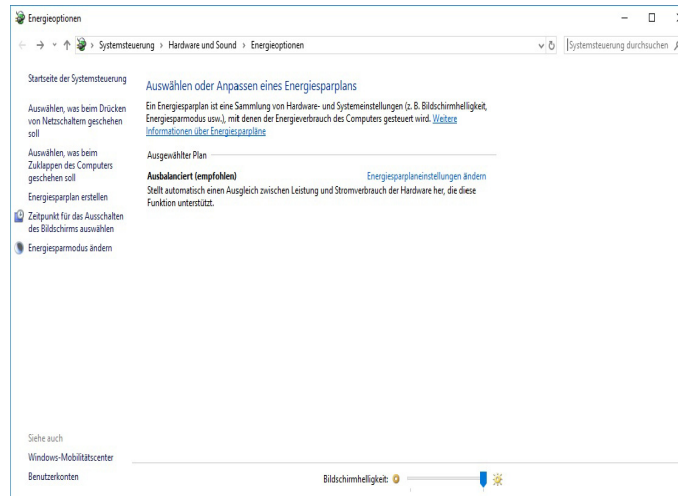 Energieoptionen
Systemsteuerung > Hardware und Sound > Energieoptionen
Systemsteuerung durchsuchen
Startseite der Systemsteuerung
Auswählen, was beim Drücken
von Netzschaltern geschehen
soll
Auswählen, was beim
Zuklappen des Computers
geschehen soll
Energiesparplan erstellen
Zeitpunkt für das Ausschalten
des Bildschirms auswählen
Energiesparmodus ändern
Auswählen oder Anpassen eines Energiesparplans
Ein Energiesparplan ist eine Sammlung von Hardware- und Systemeinstellungen (z. B. Bildschirmhelligkeit,
Energiesparmodus usw.), mit denen der Energieverbrauch des Computers gesteuert wird. Weitere
Informationen über Energiesparpläne
Ausgewählter Plan
Ausbalanciert (empfohlen) Energiesparplaneinstellungen ändern
Stellt automatisch einen Ausgleich zwischen Leistung und Stromverbrauch der Hardware her, die diese
Funktion unterstützt.
Siehe auch
Windows-Mobilitätscenter
Benutzerkonten
Bildschirmhelligkeit: